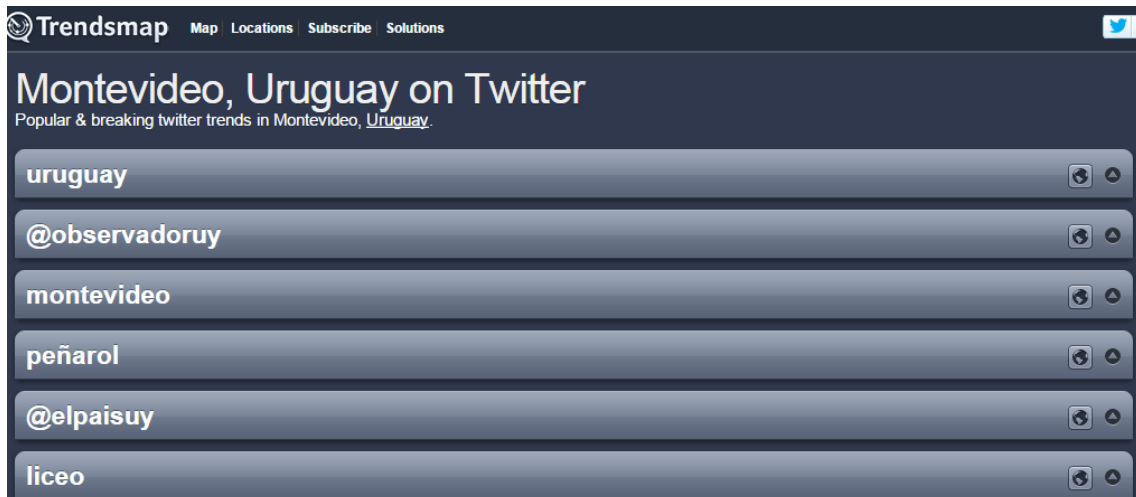 Trendsmap Map Locations Subscribe Solutions
Montevideo, Uruguay on Twitter
Popular & breaking twitter trends in Montevideo, Uruguay.
uruguay
@observadoruy
montevideo
peñarol
@elpaisuy
liceo